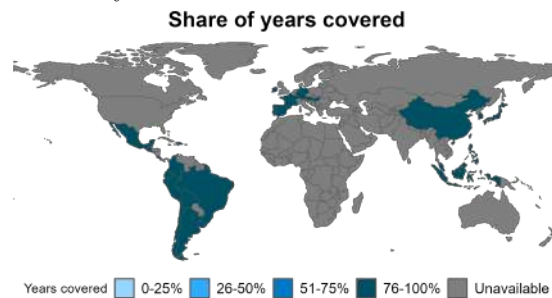 Share of years covered
Years covered 0-25% 26-50% 51-75% 76-100% Unavailable